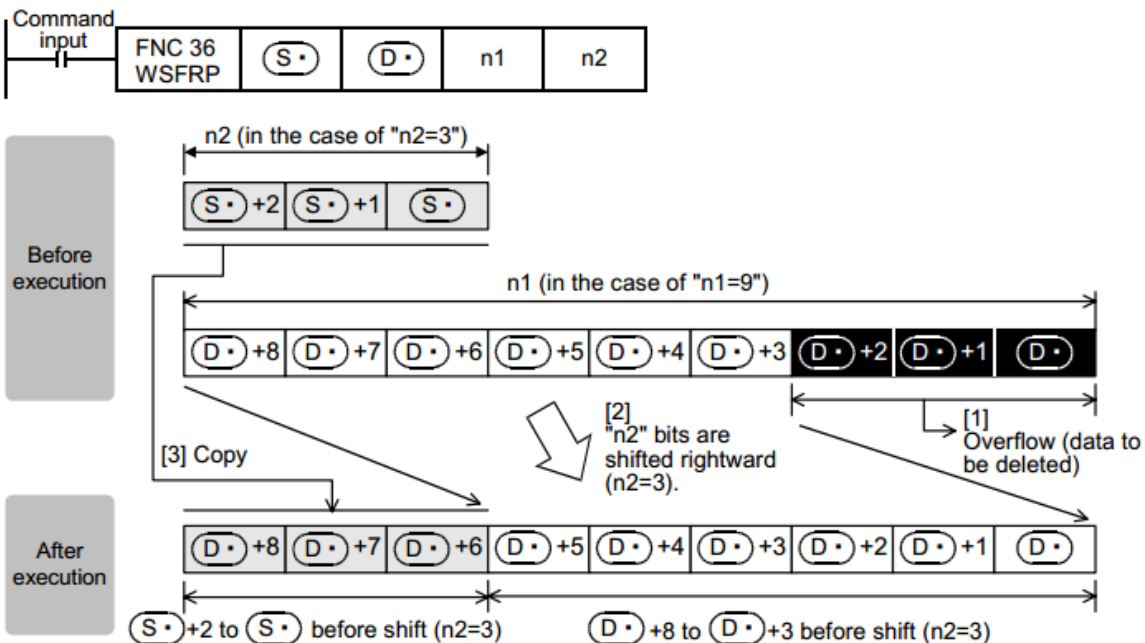 Command
input
FNC 36
WSFRP
S・
D・
n1
n2
n2 (in the case of "n2=3")
S・ +2 S・ +1 S・
Before
execution
n1 (in the case of "n1=9")
D・ +8 D・ +7 D・ +6 D・ +5 D・ +4 D・ +3 D・ +2 D・ +1 D・
[1]
Overflow (data to
be deleted)
[2]
"n2" bits are
shifted rightward
(n2=3).
[3] Copy
After
execution
D・ +8 D・ +7 D・ +6 D・ +5 D・ +4 D・ +3 D・ +2 D・ +1 D・
S・ +2 to S・ before shift (n2=3)
D・ +8 to D・ +3 before shift (n2=3)